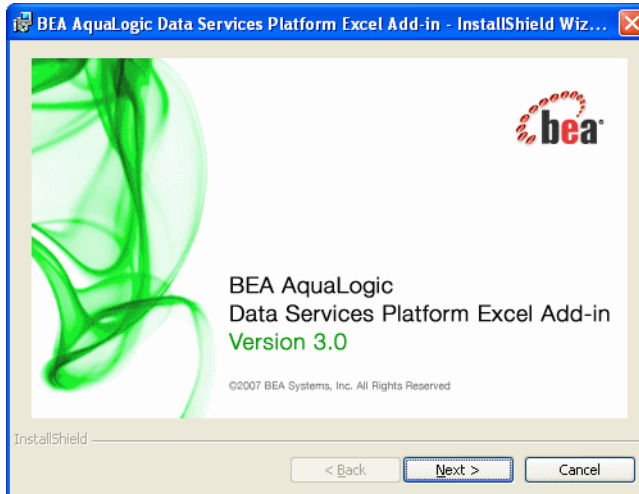 BEA AquaLogic Data Services Platform Excel Add-in - InstallShield Wiz...
bea
BEA AquaLogic
Data Services Platform Excel Add-in
Version 3.0
©2007 BEA Systems, Inc. All Rights Reserved
InstallShield
< Back Next > Cancel